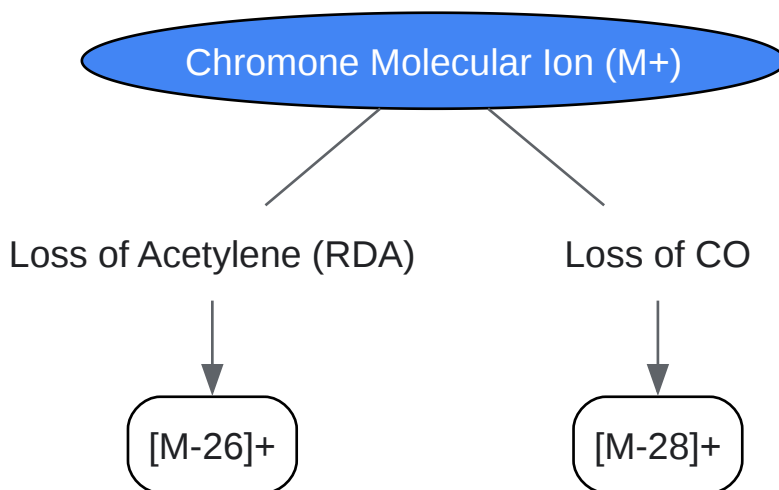 Chromone Molecular Ion (M+)
Loss of Acetylene (RDA)
Loss of CO
[M-26]+
[M-28]+